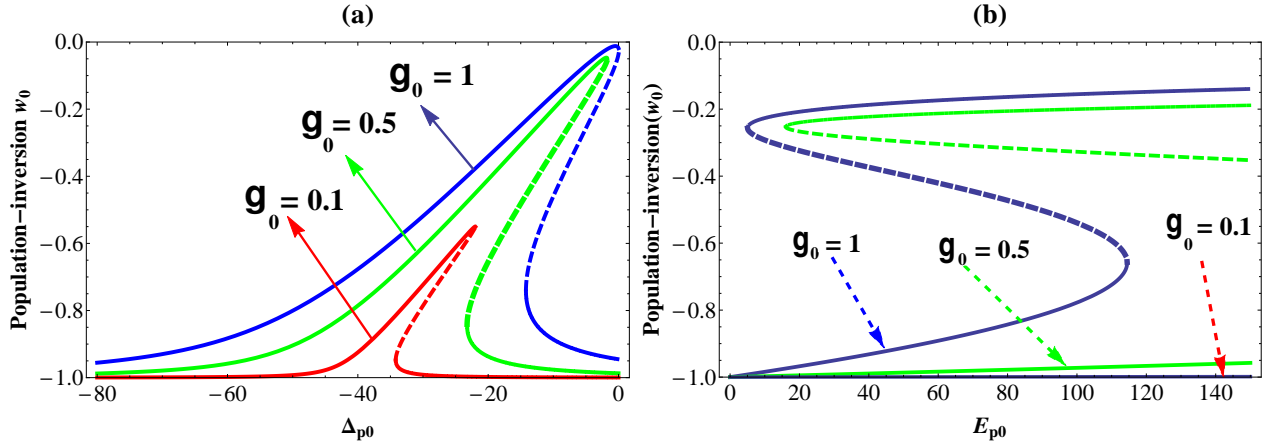 (a)
Population-inversion w₀
0.0
-0.2
-0.4
-0.6
-0.8
-1.0
-80
-60
-40
-20
0
Δp0
g₀ = 1
g₀ = 0.5
g₀ = 0.1
(b)
Population-inversion(w₀)
0.0
-0.2
-0.4
-0.6
-0.8
-1.0
0
20
40
60
80
100
120
140
Ep0
g₀ = 1
g₀ = 0.5
g₀ = 0.1